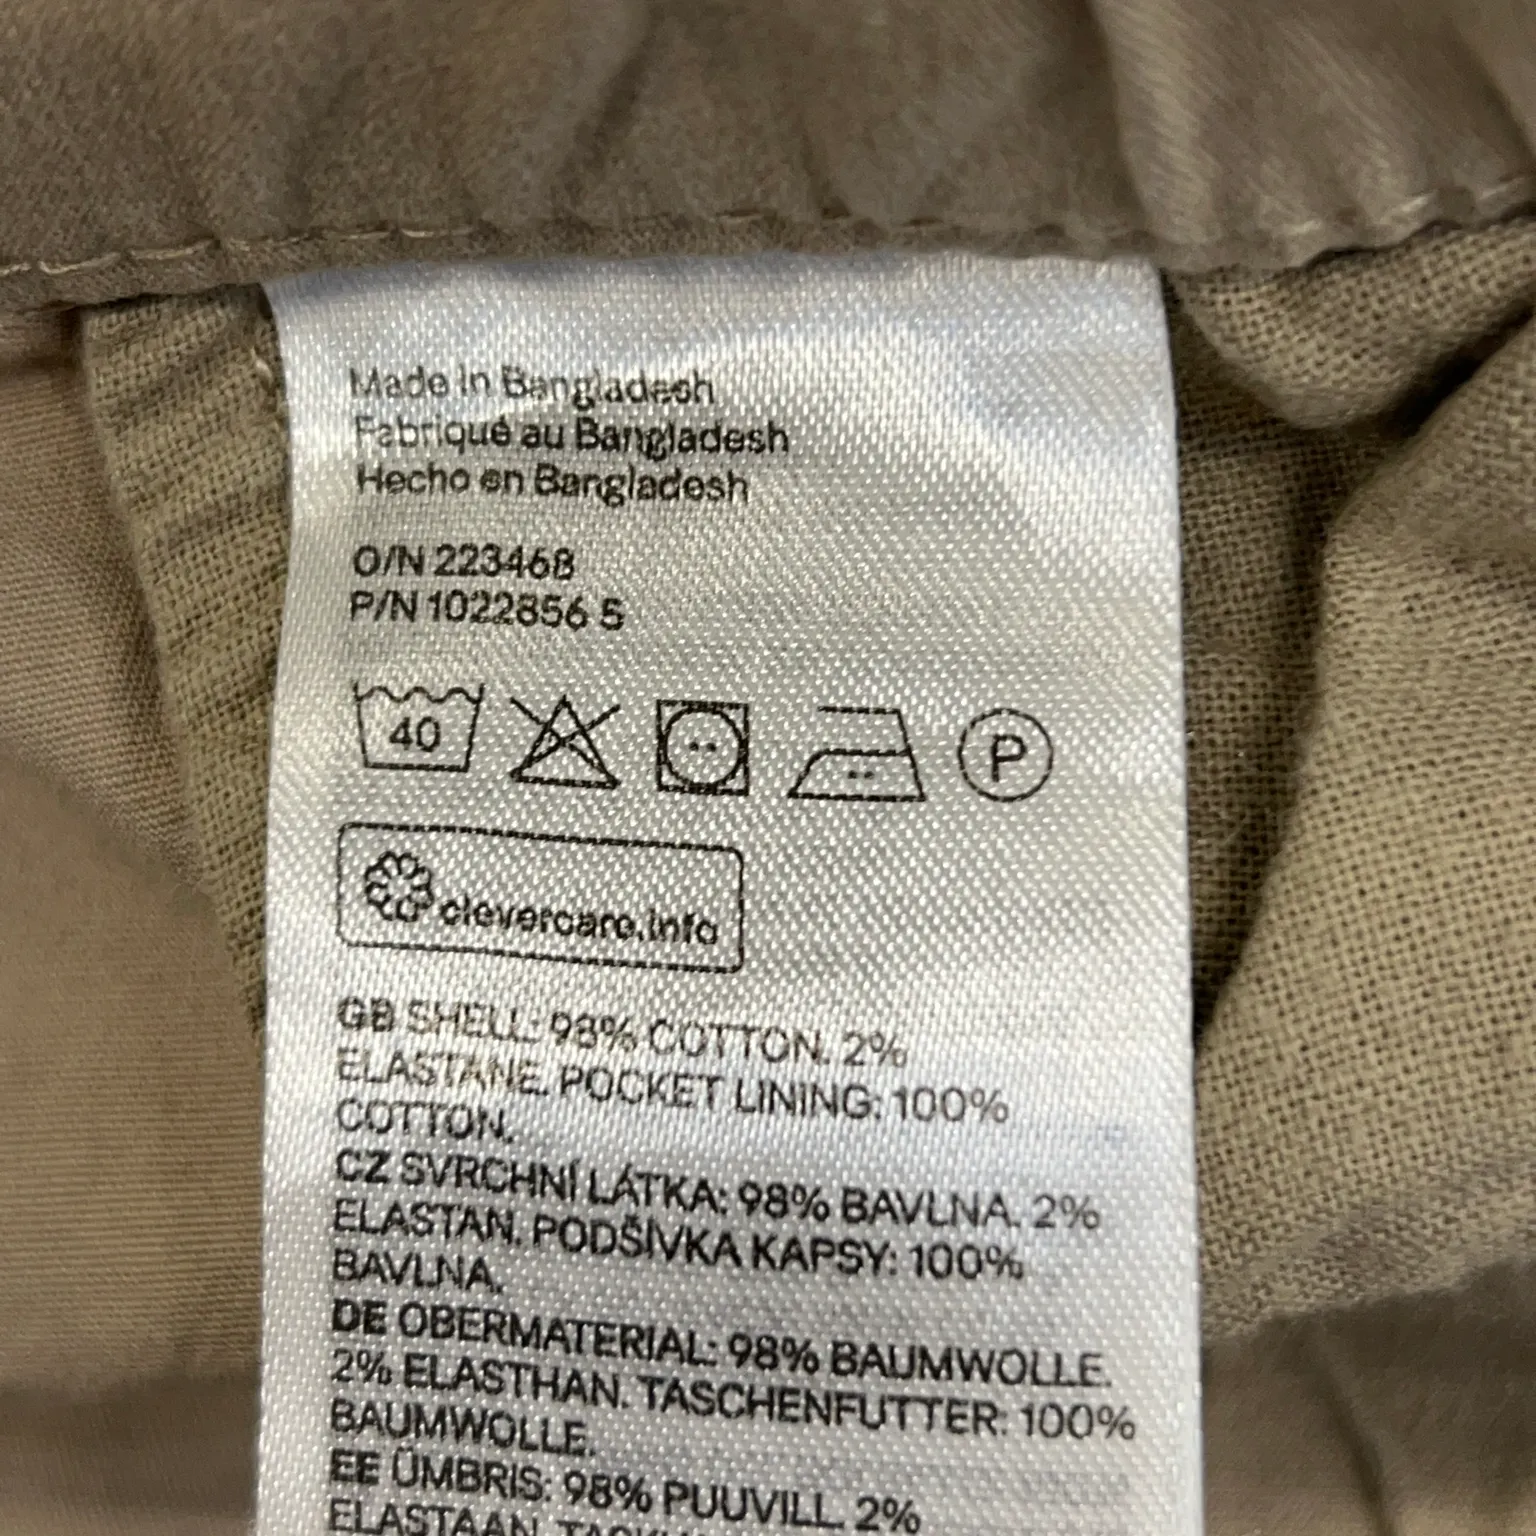 Made in Bangladesh
Fabriqué au Bangladesh
Hecho en Bangladesh
O/N 223468
P/N 1022856 5
40
P
clevercare.info
GB SHELL: 98% COTTON. 2%
ELASTANE. POCKET LINING: 100%
COTTON.
CZ SVRCHNÍ LÁTKA: 98% BAVLNA. 2%
ELASTAN. PODŠÍVKA KAPSY: 100%
BAVLNA.
DE OBERMATERIAL: 98% BAUMWOLLE.
2% ELASTHAN. TASCHENFUTTER: 100%
BAUMWOLLE.
EE ÜMBRIS: 98% PUUVILL. 2%
ELASTAAN.